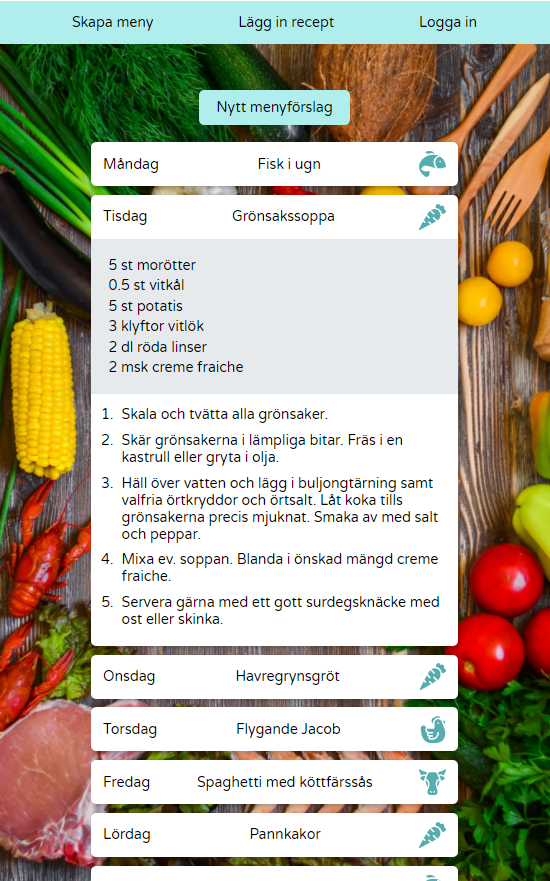 Skapa meny Lägg in recept Logga in
Nytt menyförslag
Måndag Fisk i ugn
Tisdag Grönsakssoppa
5 st morötter
0.5 st vitkål
5 st potatis
3 klyftor vitlök
2 dl röda linser
2 msk creme fraiche
1. Skala och tvätta alla grönsaker.
2. Skär grönsakerna i lämpliga bitar. Fräs i en
kastrull eller gryta i olja.
3. Häll över vatten och lägg i buljongtärning samt
valfria örtkryddor och örtsalt. Låt koka tills
grönsakerna precis mjuknat. Smaka av med salt
och peppar.
4. Mixa ev. soppan. Blanda i önskad mängd creme
fraiche.
5. Servera gärna med ett gott surdegsknäcke med
ost eller skinka.
Onsdag Havregrynsgröt
Torsdag Flygande Jacob
Fredag Spaghetti med köttfärssås
Lördag Pannkakor